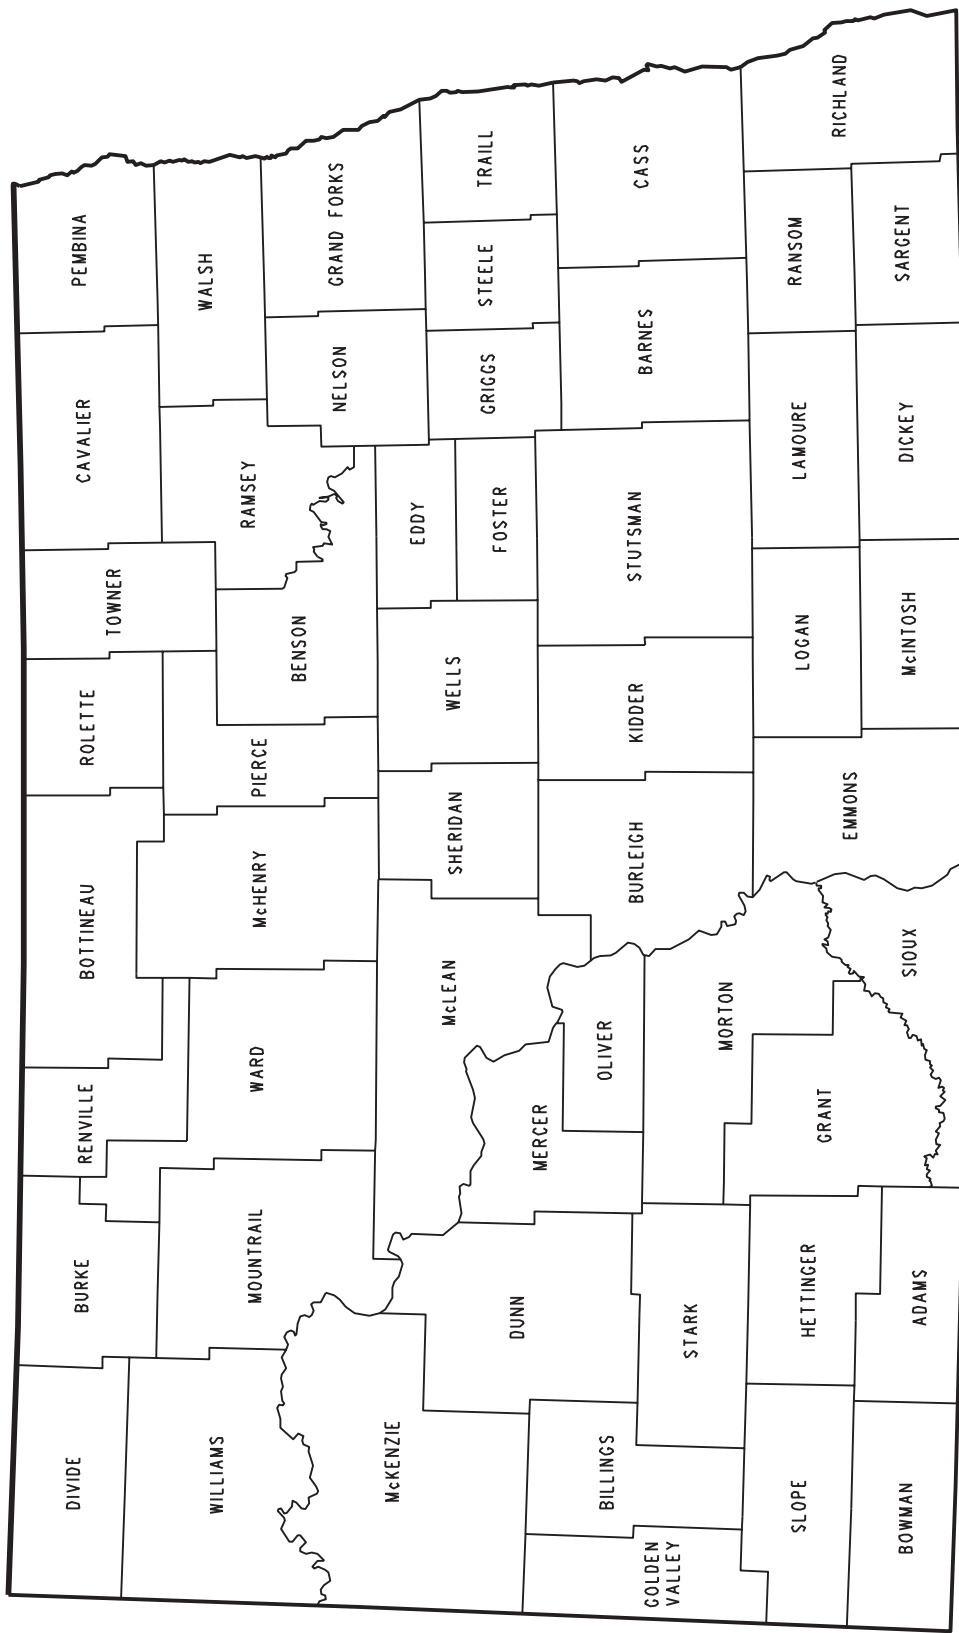 DIVIDE
BURKE
RENVILLE
BOTTINEAU
ROLETTE
TOWNER
CAVALIER
PEMBINA
WILLIAMS
MOUNTRAIL
WARD
McHENRY
PIERCE
BENSON
RAMSEY
WALSH
McKENZIE
NELSON
GRAND FORKS
DUNN
MERCER
McLEAN
SHERIDAN
WELLS
EDDY
FOSTER
GRIGGS
STEELE
TRAILL
GOLDEN
VALLEY
BILLINGS
STARK
OLIVER
MORTON
BURLEIGH
KIDDER
STUTSMAN
BARNES
CASS
SLOPE
HETTINGER
GRANT
BOWMAN
ADAMS
SIOUX
EMMONS
LOGAN
McINTOSH
LAMOURE
DICKEY
RANSOM
SARGENT
RICHLAND